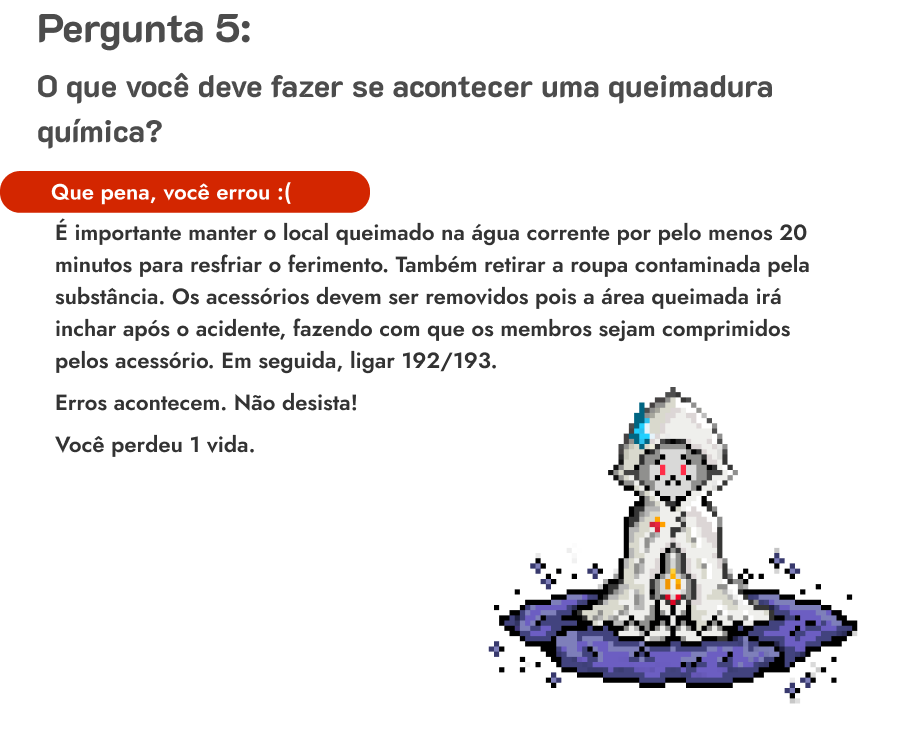 Pergunta 5:
O que você deve fazer se acontecer uma queimadura
química?
Que pena, você errou :(
É importante manter o local queimado na água corrente por pelo menos 20
minutos para resfriar o ferimento. Também retirar a roupa contaminada pela
substância. Os acessórios devem ser removidos pois a área queimada irá
inchar após o acidente, fazendo com que os membros sejam comprimidos
pelos acessório. Em seguida, ligar 192/193.
Erros acontecem. Não desista!
Você perdeu 1 vida.